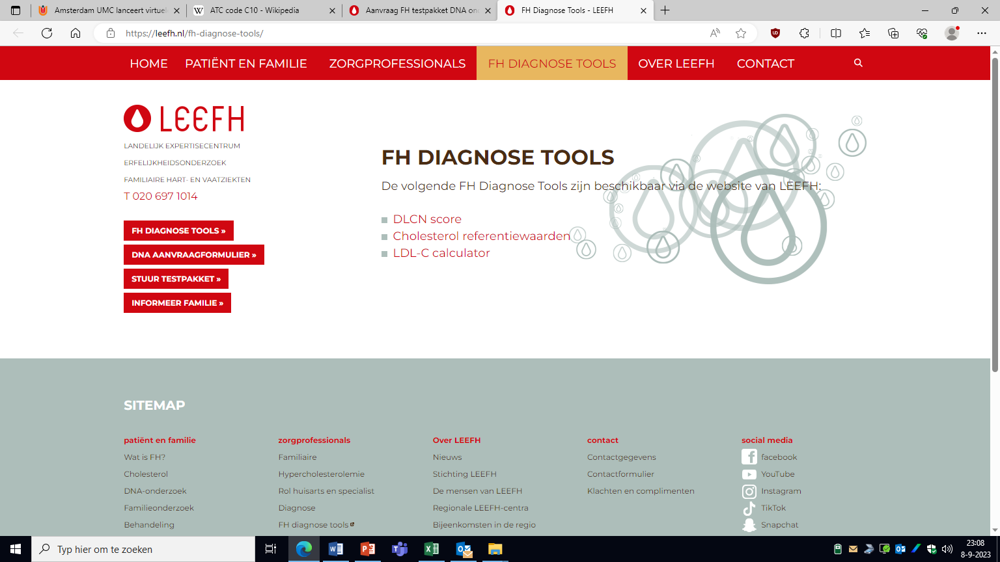 Amsterdam UMC lanceert virtuel
ATC code C10 - Wikipedia
Aanvraag FH testpakket DNA ond
FH Diagnose Tools - LEEFH
https://leefh.nl/fh-diagnose-tools/
HOME PATIËNT EN FAMILIE ZORGPROFESSIONALS FH DIAGNOSE TOOLS OVER LEEFH CONTACT
LEEFH
LANDELIJK EXPERTISECENTRUM
ERFELIJKHEIDSONDERZOEK
FAMILIAIRE HART- EN VAATZIEKTEN
T 020 697 1014
FH DIAGNOSE TOOLS »
DNA AANVRAAGFORMULIER »
STUUR TESTPAKKET »
INFORMEER FAMILIE »
FH DIAGNOSE TOOLS
De volgende FH Diagnose Tools zijn beschikbaar via de website van LEEFH:
DLCN score
Cholesterol referentiewaarden
LDL-C calculator
SITEMAP
patiënt en familie
Wat is FH?
Cholesterol
DNA-onderzoek
Familieonderzoek
Behandeling
zorgprofessionals
Familiaire
Hypercholesterolemie
Rol huisarts en specialist
Diagnose
FH diagnose tools
Over LEEFH
Nieuws
Stichting LEEFH
De mensen van LEEFH
Regionale LEEFH-centra
Bijeenkomsten in de regio
contact
Contactgegevens
Contactformulier
Klachten en complimenten
social media
facebook
YouTube
Instagram
TikTok
Snapchat
Typ hier om te zoeken
23:08
8-9-2023